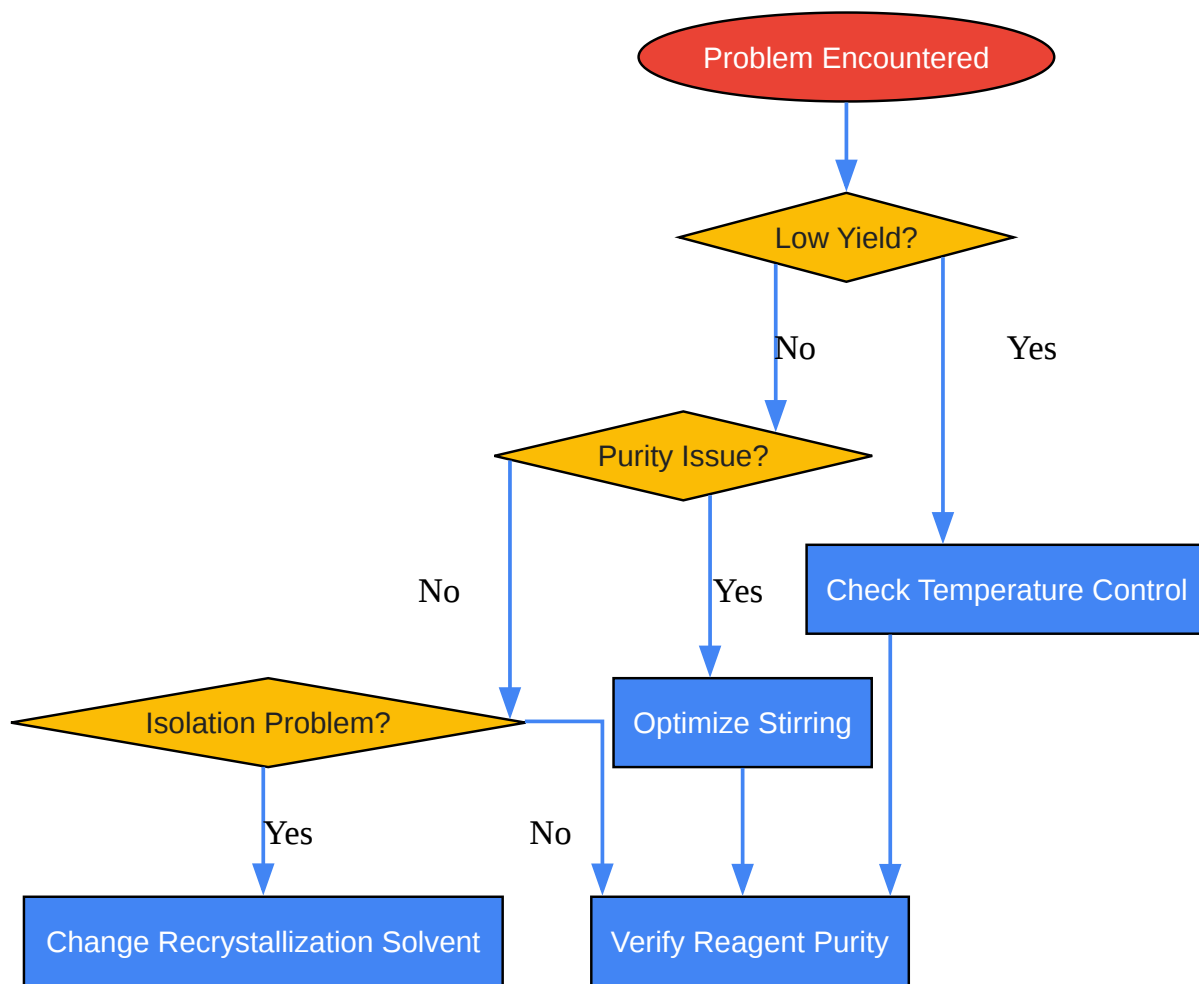 Problem Encountered
Low Yield?
No
Yes
Purity Issue?
No
Yes
Check Temperature Control
Isolation Problem?
Optimize Stirring
Yes
No
Change Recrystallization Solvent
Verify Reagent Purity